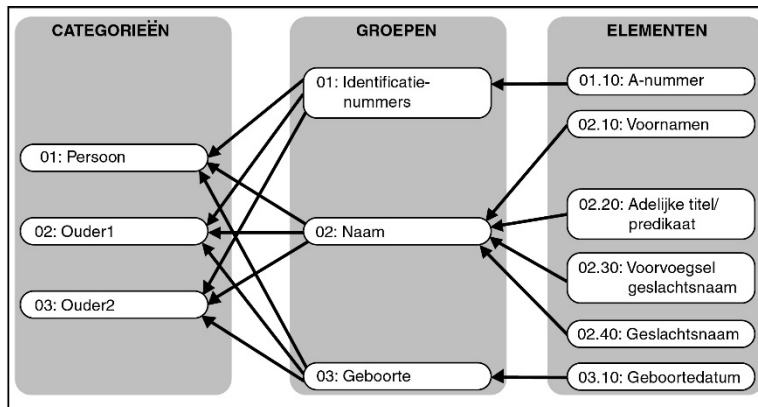 CATEGORIEËN
01: Persoon
02: Ouder1
03: Ouder2
GROEPEN
01: Identificatie-
nummers
02: Naam
03: Geboorte
ELEMENTEN
01.10: A-nummer
02.10: Voornamen
02.20: Adelijke titel/
predikaat
02.30: Voorvoegsel
geslachtsnaam
02.40: Geslachtsnaam
03.10: Geboortedatum